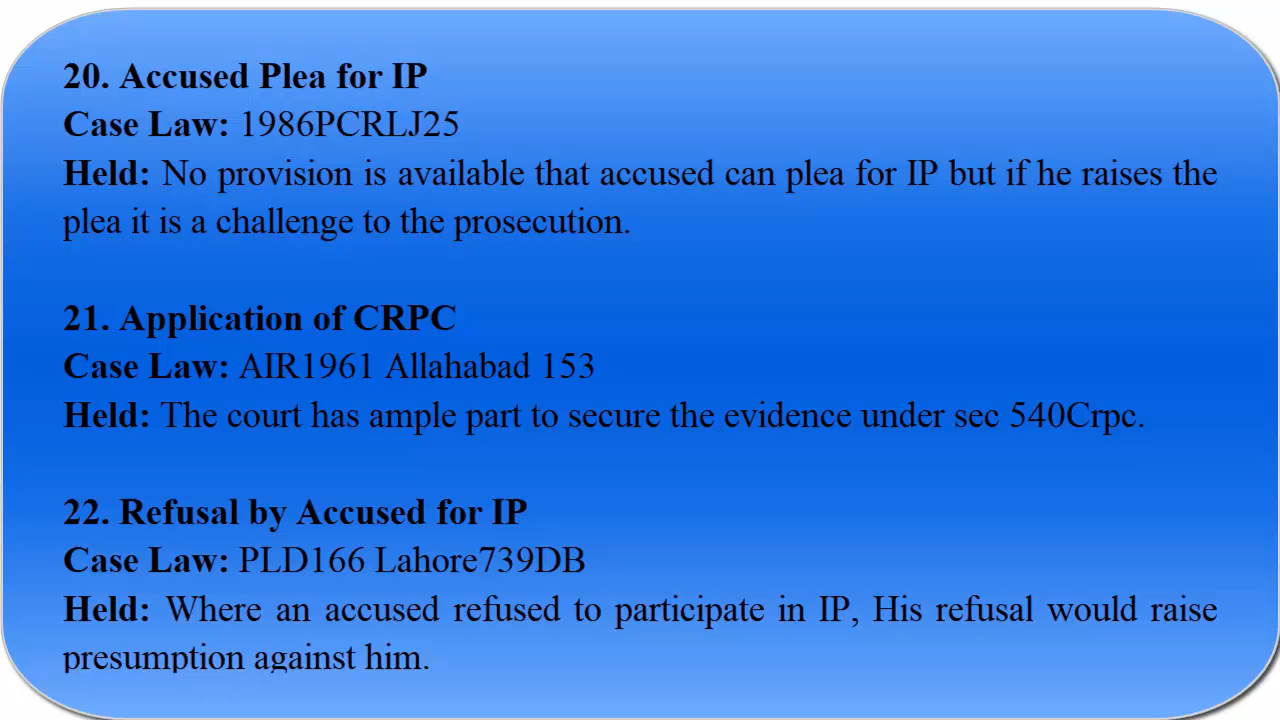 20. Accused Plea for IP
Case Law: 1986PCRLJ25
Held: No provision is available that accused can plea for IP but if he raises the
plea it is a challenge to the prosecution.
21. Application of CRPC
Case Law: AIR1961 Allahabad 153
Held: The court has ample part to secure the evidence under sec 540Crpc.
22. Refusal by Accused for IP
Case Law: PLD166 Lahore739DB
Held: Where an accused refused to participate in IP, His refusal would raise
presumption against him.